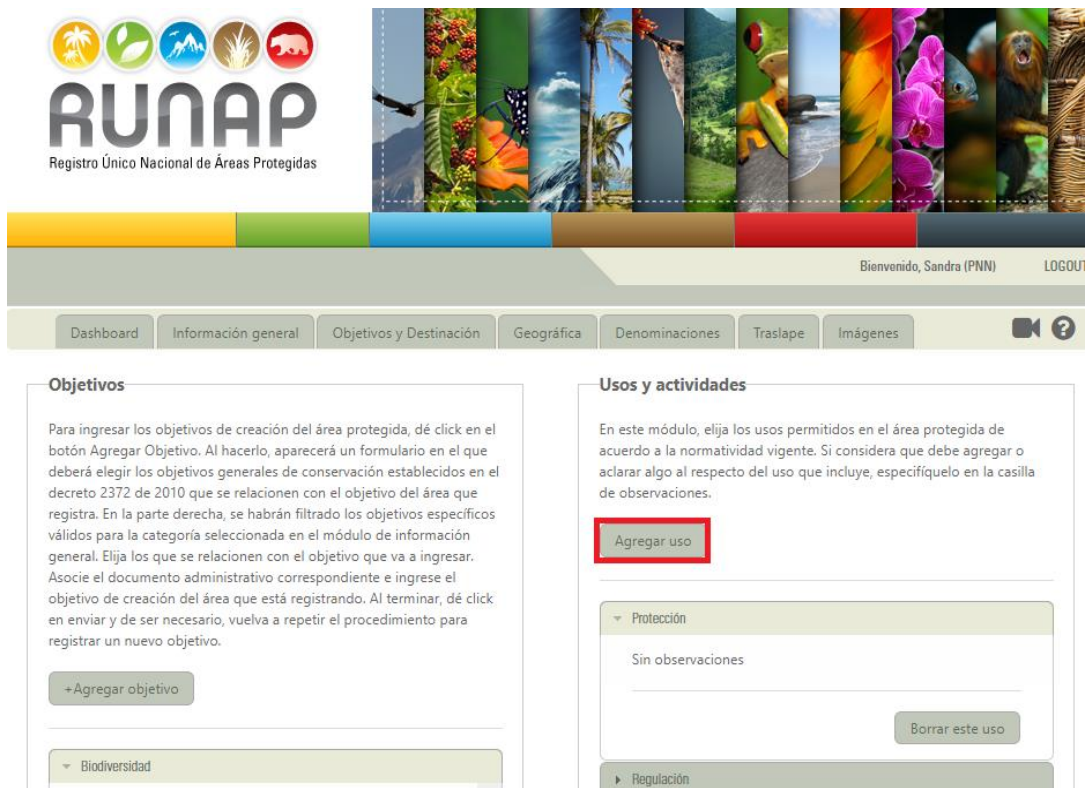 RUNAP
Registro Único Nacional de Áreas Protegidas
Bienvenido, Sandra (PNN)
LOGOUT
Dashboard
Información general
Objetivos y Destinación
Geográfica
Denominaciones
Traslape
Imágenes
Objetivos
Para ingresar los objetivos de creación del área protegida, dé click en el
botón Agregar Objetivo. Al hacerlo, aparecerá un formulario en el que
deberá elegir los objetivos generales de conservación establecidos en el
decreto 2372 de 2010 que se relacionen con el objetivo del área que
registra. En la parte derecha, se habrán filtrado los objetivos específicos
válidos para la categoría seleccionada en el módulo de información
general. Elija los que se relacionen con el objetivo que va a ingresar.
Asocie el documento administrativo correspondiente e ingrese el
objetivo de creación del área que está registrando. Al terminar, dé click
en enviar y de ser necesario, vuelva a repetir el procedimiento para
registrar un nuevo objetivo.
+Agregar objetivo
Biodiversidad
Usos y actividades
En este módulo, elija los usos permitidos en el área protegida de
acuerdo a la normatividad vigente. Si considera que debe agregar o
aclarar algo al respecto del uso que incluye, especifíquelo en la casilla
de observaciones.
Agregar uso
Protección
Sin observaciones
Borrar este uso
Regulación